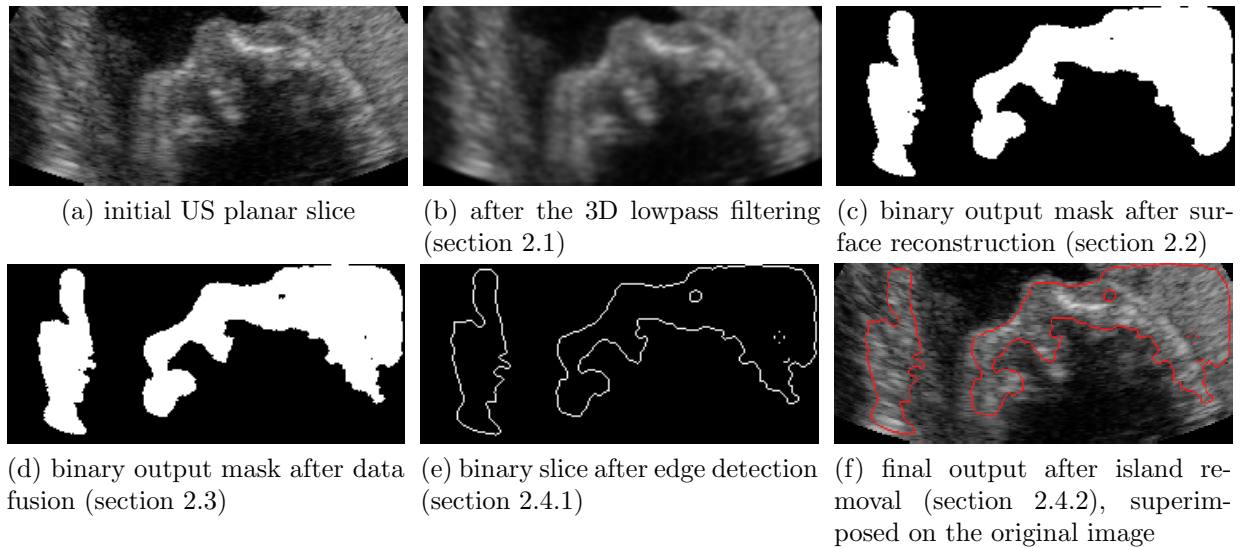 (a) initial US planar slice
(b) after the 3D lowpass filtering
(section 2.1)
(c) binary output mask after sur-
face reconstruction (section 2.2)
(d) binary output mask after data
fusion (section 2.3)
(e) binary slice after edge detection
(section 2.4.1)
(f) final output after island re-
moval (section 2.4.2), superim-
posed on the original image